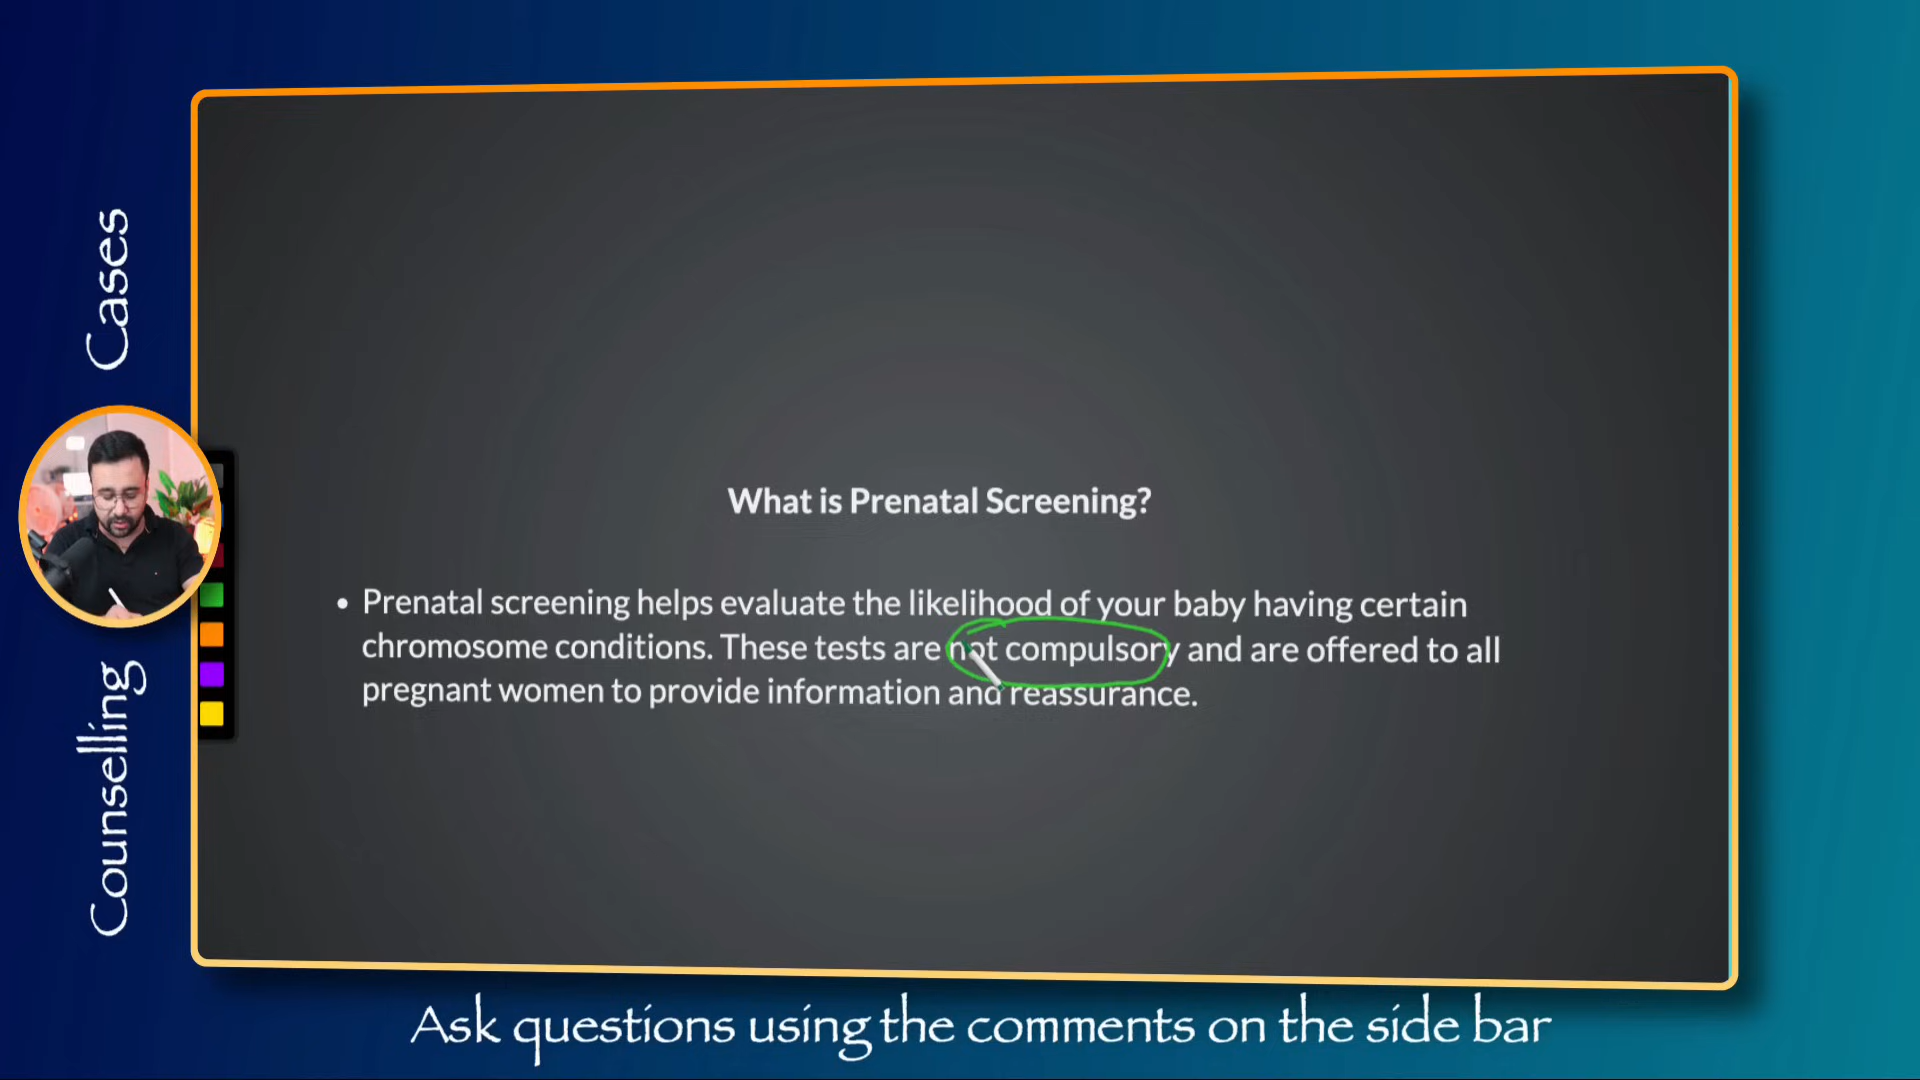 Counselling Cases
What is Prenatal Screening?
• Prenatal screening helps evaluate the likelihood of your baby having certain
chromosome conditions. These tests are not compulsory and are offered to all
pregnant women to provide information and reassurance.
Ask questions using the comments on the side bar